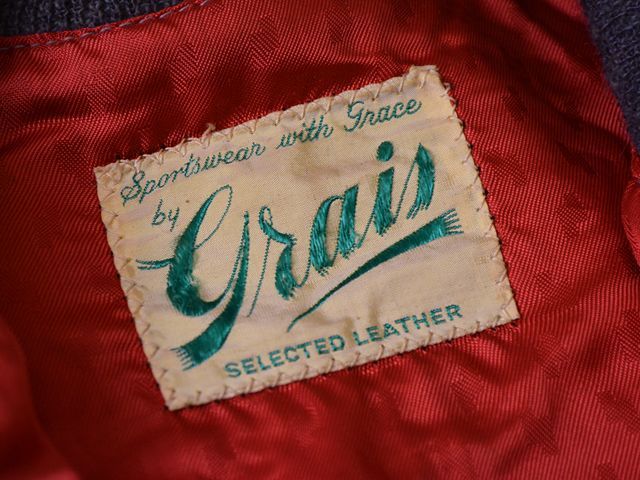 Sportswear with Grace
by
Grais
SELECTED LEATHER